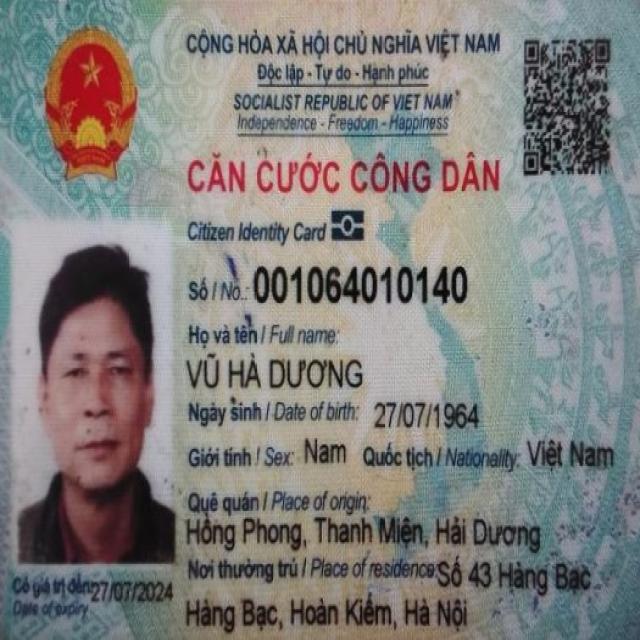 CỘNG HÒA XÃ HỘI CHỦ NGHĨA VIỆT NAM
Độc lập - Tự do - Hạnh phúc
SOCIALIST REPUBLIC OF VIET NAM
Independence - Freedom - Happiness
CĂN CƯỚC CÔNG DÂN
Citizen Identity Card
Số / No.: 001064010140
Họ và tên / Full name:
VŨ HÀ DƯƠNG
Ngày sinh / Date of birth: 27/07/1964
Giới tính / Sex: Nam Quốc tịch / Nationality: Việt Nam
Quê quán / Place of origin:
Hồng Phong, Thanh Miện, Hải Dương
Nơi thường trú / Place of residence: Số 43 Hàng Bạc
Hàng Bạc, Hoàn Kiếm, Hà Nội
Có giá trị đến: 27/07/2024
Date of expiry